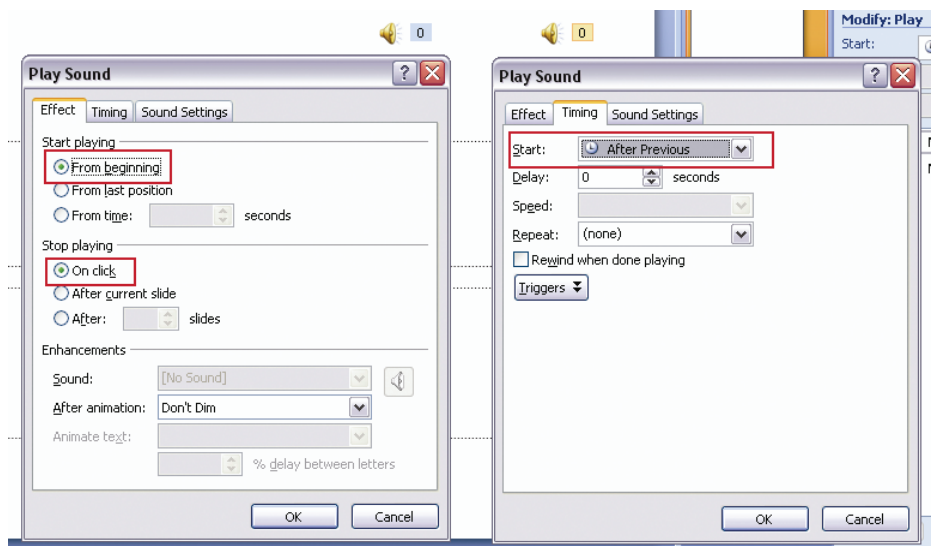 0
0
Modify: Play
Start:
Play Sound
Effect
Timing
Sound Settings
Start playing
From beginning
From last position
From time:
seconds
Stop playing
On click
After current slide
After:
slides
Enhancements
Sound:
[No Sound]
After animation:
Don't Dim
Animate text:
% delay between letters
OK
Cancel
Play Sound
Effect
Timing
Sound Settings
Start:
After Previous
Delay:
0
seconds
Speed:
Repeat:
(none)
Rewind when done playing
Triggers
OK
Cancel